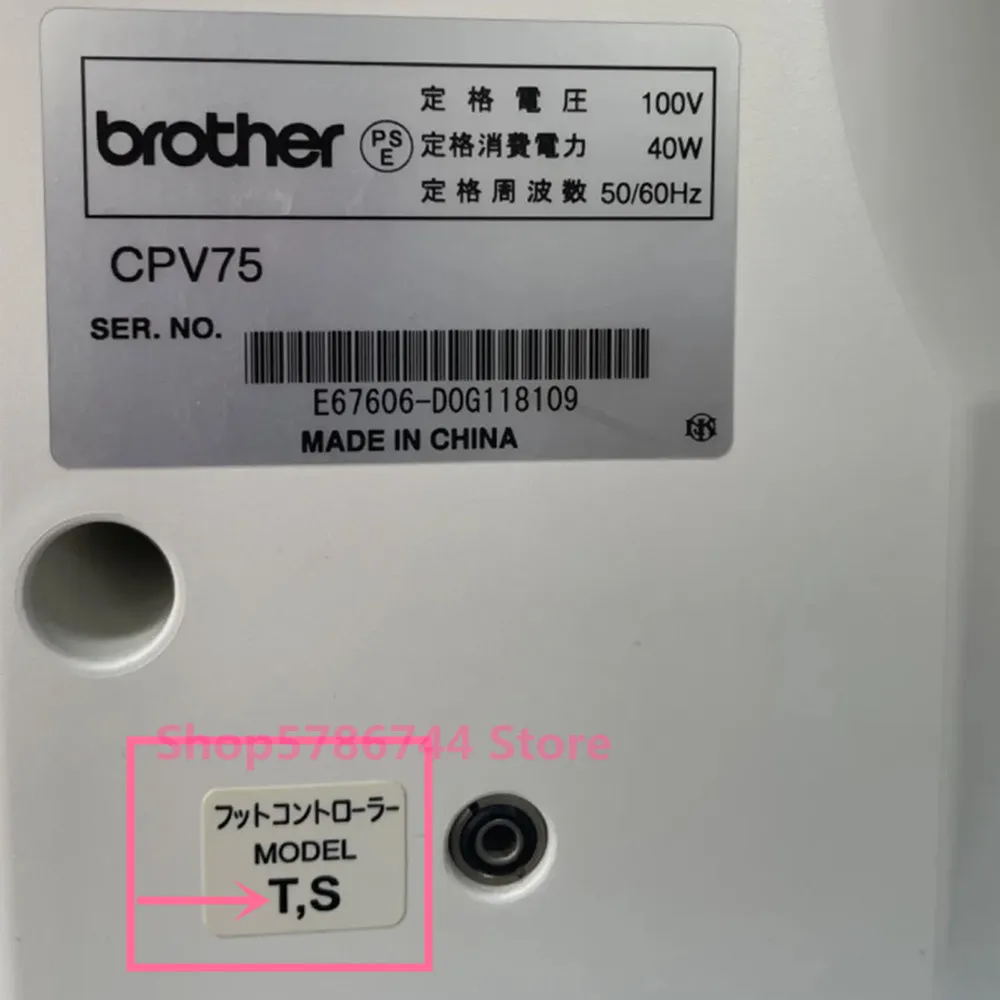 brother
PS
E
定格電圧 100V
定格消費電力 40W
定格周波数 50/60Hz
CPV75
SER. NO.
E67606-D0G118109
MADE IN CHINA
Shop5786744 Store
フットコントローラー
MODEL
T,S